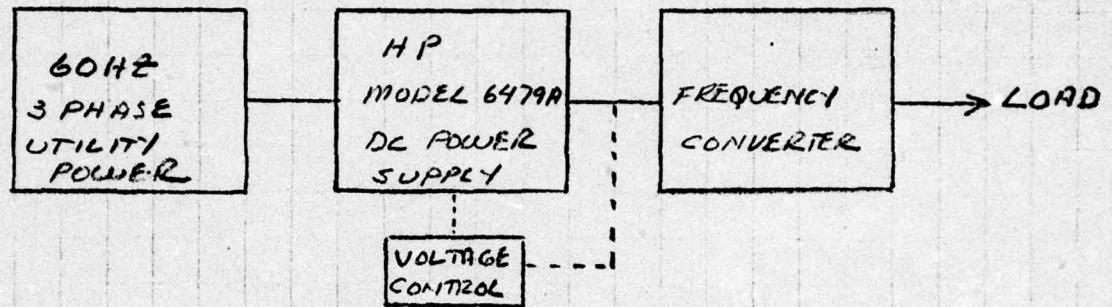 60HZ
3 PHASE
UTILITY
POWER
HP
MODEL 6479A
DC POWER
SUPPLY
FREQUENCY
CONVERTER
LOAD
VOLTAGE
CONTROL